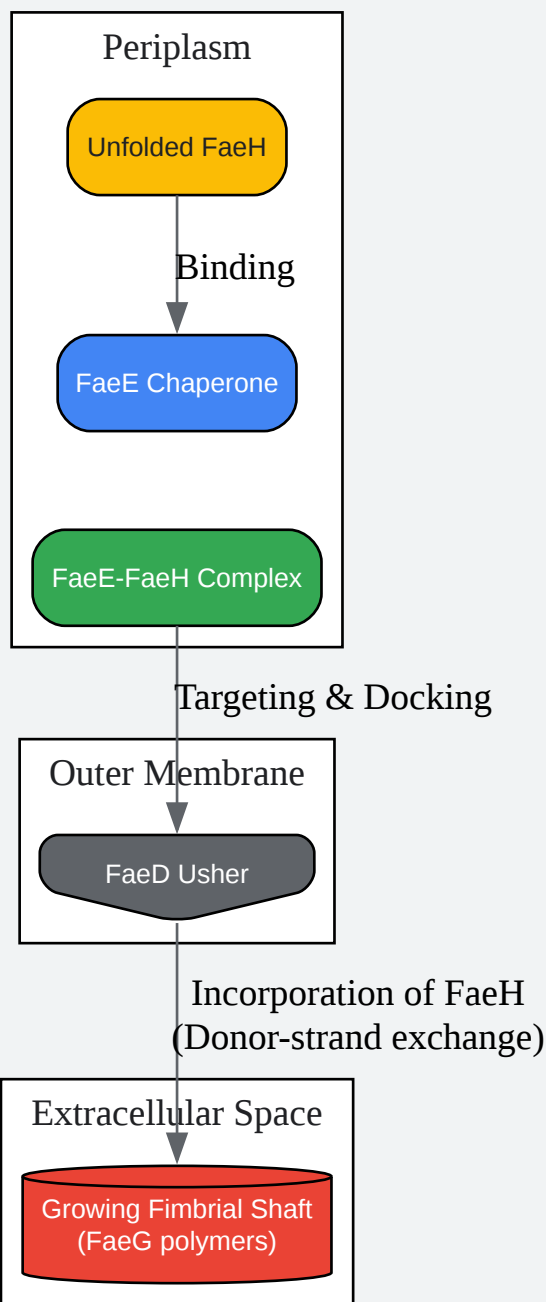 Periplasm
Unfolded FaeH
Binding
FaeE Chaperone
FaeE-FaeH Complex
Targeting & Docking
Outer Membrane
FaeD Usher
Incorporation of FaeH
(Donor-strand exchange)
Extracellular Space
Growing Fimbrial Shaft
(FaeG polymers)